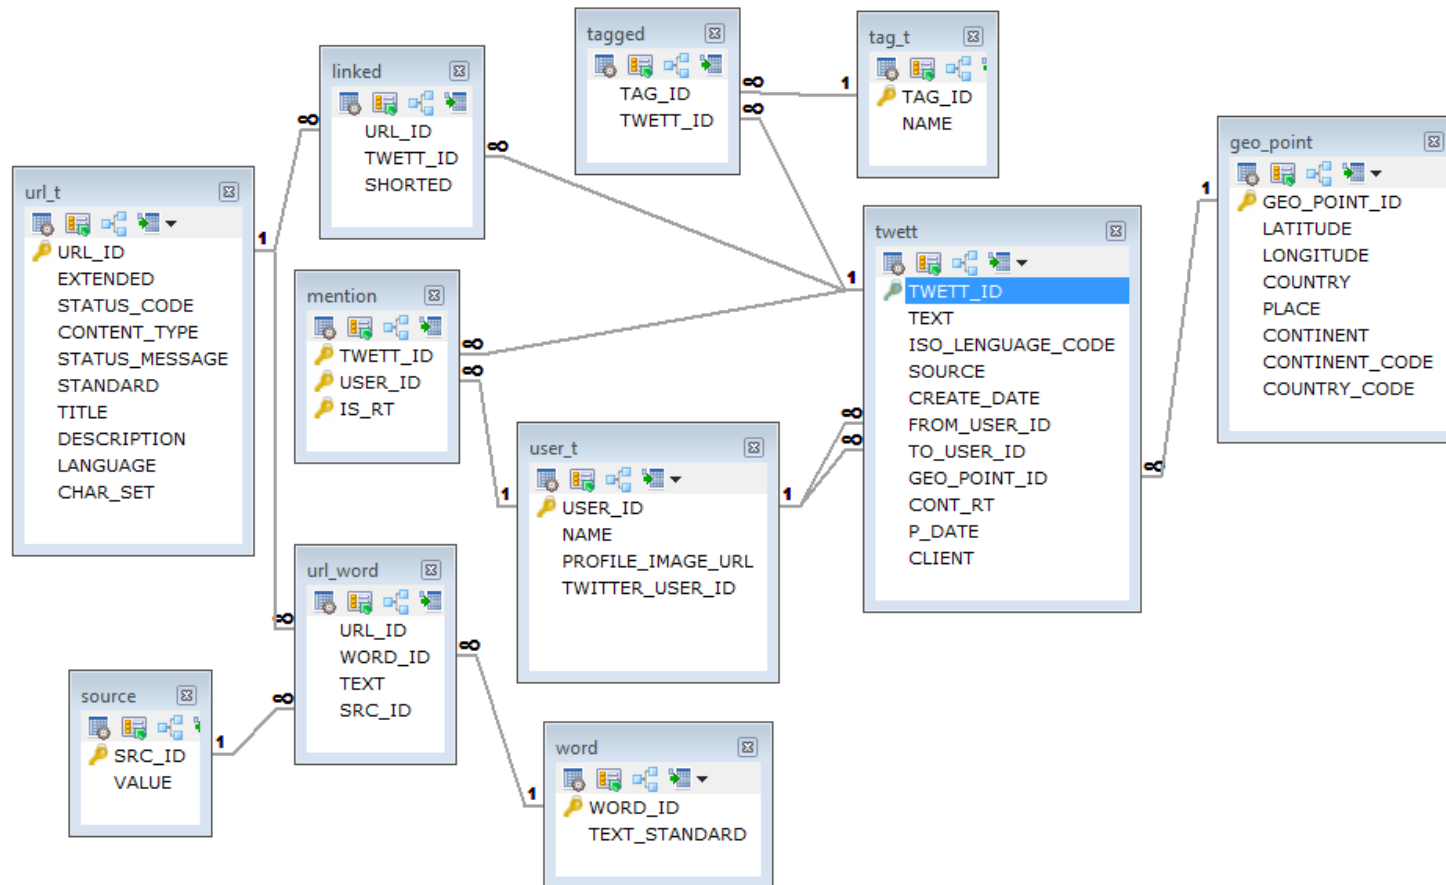 tagged
TAG_ID
TWETT_ID
tag_t
TAG_ID
NAME
linked
URL_ID
TWETT_ID
SHORTED
geo_point
GEO_POINT_ID
LATITUDE
LONGITUDE
COUNTRY
PLACE
CONTINENT
CONTINENT_CODE
COUNTRY_CODE
url_t
URL_ID
EXTENDED
STATUS_CODE
CONTENT_TYPE
STATUS_MESSAGE
STANDARD
TITLE
DESCRIPTION
LANGUAGE
CHAR_SET
twett
TWETT_ID
TEXT
ISO_LENGUAGE_CODE
SOURCE
CREATE_DATE
FROM_USER_ID
TO_USER_ID
GEO_POINT_ID
CONT_RT
P_DATE
CLIENT
mention
TWETT_ID
USER_ID
IS_RT
user_t
USER_ID
NAME
PROFILE_IMAGE_URL
TWITTER_USER_ID
url_word
URL_ID
WORD_ID
TEXT
SRC_ID
source
SRC_ID
VALUE
word
WORD_ID
TEXT_STANDARD
∞
1
∞
∞
∞
1
1
1
∞
∞
∞
∞
∞
1
1
∞
∞
∞
∞
1
1